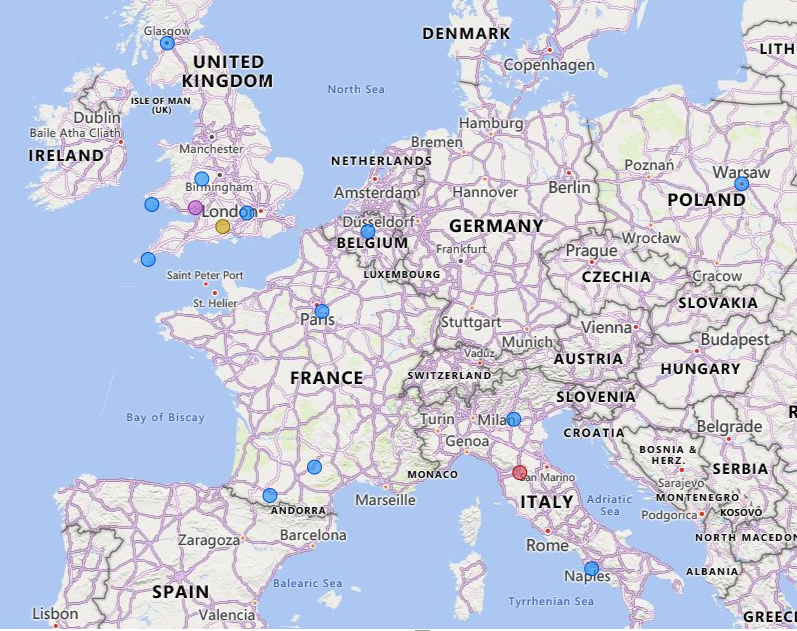 Glasgow
DENMARK
LITH
Copenhagen
UNITED
KINGDOM
North Sea
ISLE OF MAN
(UK)
Dublin
Baile Atha Cliath
IRELAND
Manchester
Hamburg
Bremen
NETHERLANDS
Birmingham
Amsterdam
Hannover
Berlin
Poznań
Warsaw
POLAND
London
Düsseldorf
GERMANY
BELGIUM
Frankfurt
Wrocław
Prague
Saint Peter Port
LUXEMBOURG
CZECHIA
Cracow
St. Helier
SLOVAKIA
Paris
Stuttgart
Vienna
Munich
Budapest
Vaduz
AUSTRIA
FRANCE
SWITZERLAND
HUNGARY
SLOVENIA
R
Bay of Biscay
Turin
Milan
Belgrade
Genoa
CROATIA
BOSNIA &
HERZ.
SERBIA
MONACO
San Marino
Sarajevo
Marseille
ITALY
Adriatic
Sea
MONTENEGRO
ANDORRA
Podgorica
KOSOVO
Zaragoza
Barcelona
Rome
NORTH MACEDON
ALBANIA
Naples
Balearic Sea
SPAIN
Tyrrhenian Sea
Lisbon
Valencia
GREEC